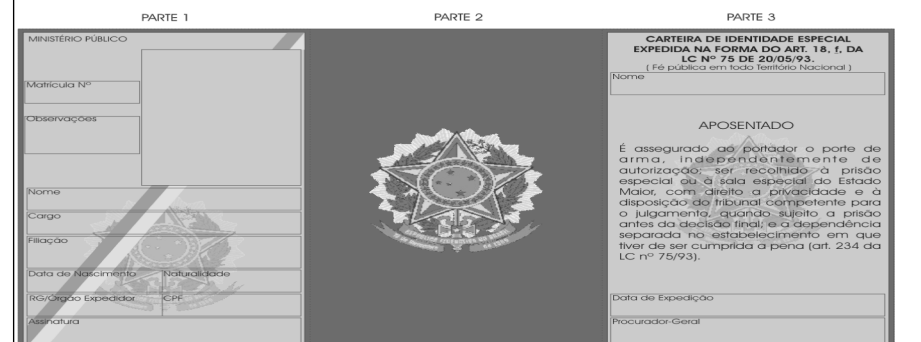 PARTE 1
PARTE 2
PARTE 3
MINISTÉRIO PÚBLICO
Matrícula Nº
Observações
Nome
Cargo
Filiação
Data de Nascimento
Naturalidade
RG/Órgão Expedidor
CPF
Assinatura
CARTEIRA DE IDENTIDADE ESPECIAL
EXPEDIDA NA FORMA DO ART. 18, f, DA
LC Nº 75 DE 20/05/93.
( Fé pública em todo Território Nacional )
Nome
APOSENTADO
É assegurado ao portador o porte de
arma, independentemente de
autorização; ser recolhido à prisão
especial ou à sala especial do Estado
Maior, com direito a privacidade e à
disposição do tribunal competente para
o julgamento, quando sujeito a prisão
antes da decisão final; e a dependência
separada no estabelecimento em que
tiver de ser cumprida a pena (art. 234 da
LC nº 75/93).
Data de Expedição
Procurador-Geral